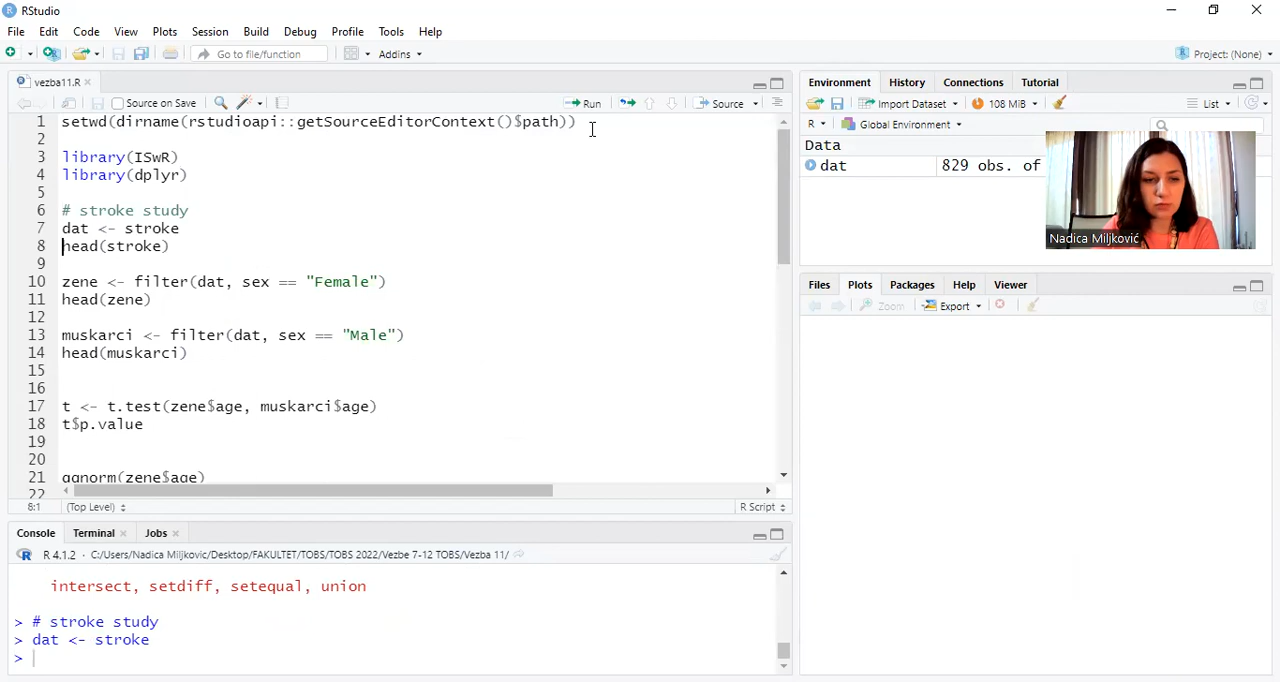 RStudio
File Edit Code View Plots Session Build Debug Profile Tools Help
Go to file/function Addins Project: (None)
vezba11.R
Source on Save Run Source
1 setwd(dirname(rstudioapi::getSourceEditorContext()$path))
2
3 library(ISwR)
4 library(dplyr)
5
6 # stroke study
7 dat <- stroke
8 head(stroke)
9
10 zene <- filter(dat, sex == "Female")
11 head(zene)
12
13 muskarci <- filter(dat, sex == "Male")
14 head(muskarci)
15
16
17 t <- t.test(zene$age, muskarci$age)
18 t$p.value
19
20
21 qqnorm(zene$age)
22
8:1 (Top Level) R Script
Console Terminal Jobs
R 4.1.2 · C:/Users/Nadica Miljkovic/Desktop/FAKULTET/TOBS/TOBS 2022/Vezbe 7-12 TOBS/Vezba 11/
intersect, setdiff, setequal, union
> # stroke study
> dat <- stroke
>
Environment History Connections Tutorial
Import Dataset 108 MiB List
R Global Environment
Data
dat 829 obs. of
Nadica Miljković
Files Plots Packages Help Viewer
Zoom Export